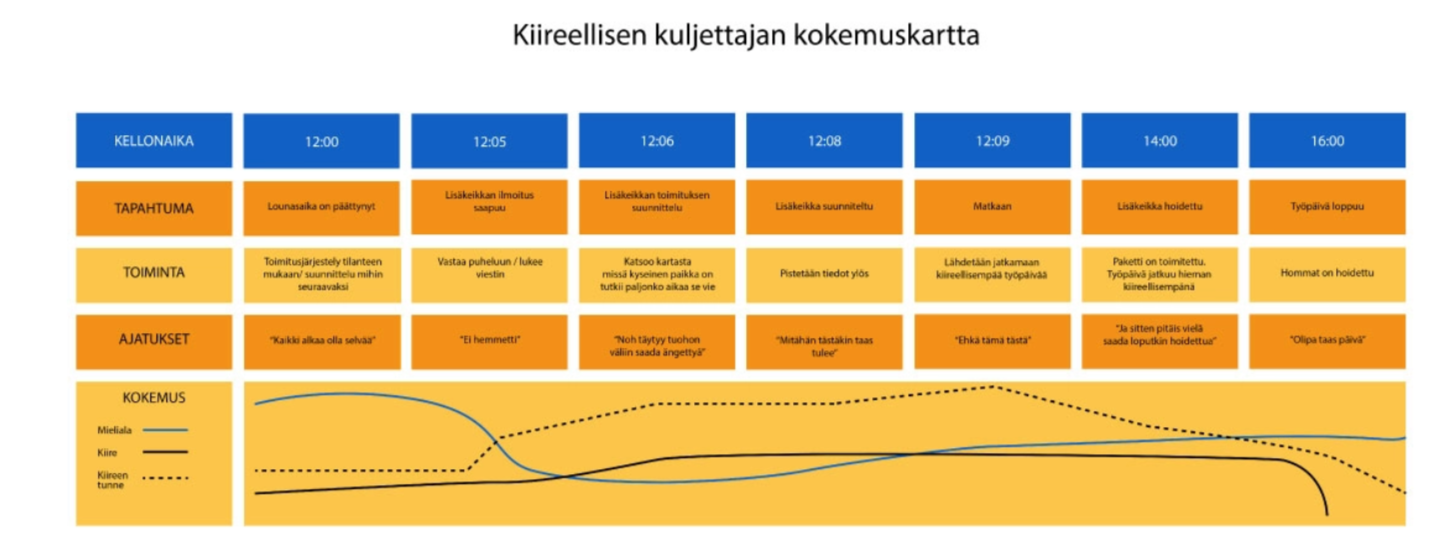 Kiireellisen kuljettajan kokemuskartta
KELLONAIKA
12:00
12:05
12:06
12:08
12:09
14:00
16:00
TAPAHTUMA
Lounasaika on päättynyt
Lisäkeikkan ilmoitus
saapuu
Lisäkeikkan toimituksen
suunnittelu
Lisäkeikka suunniteltu
Matkaan
Lisäkeikka hoidettu
Työpäivä loppuu
TOIMINTA
Toimitusjärjestely tilanteen
mukaan/ suunnittelu mihin
seuraavaksi
Vastaa puheluun / lukee
viestin
Katsoo kartasta
missä kyseinen paikka on
tutkii paljonko aikaa se vie
Pistetään tiedot ylös
Lähdetään jatkamaan
kiireellisempää työpäivää
Paketti on toimitettu.
Työpäivä jatkuu hieman
kiireellisempänä
Hommat on hoidettu
AJATUKSET
"Kaikki alkaa olla selvää"
"Ei hemmetti"
"Noh täytyy tuohon
väliin saada ängettyä"
"Mitähän tästäkin taas
tulee"
"Ehkä tämä tästä"
"Ja sitten pitäis vielä
saada loputkin hoidettua"
"Olipa taas päivä"
KOKEMUS
Mieliala
Kiire
Kiireen
tunne